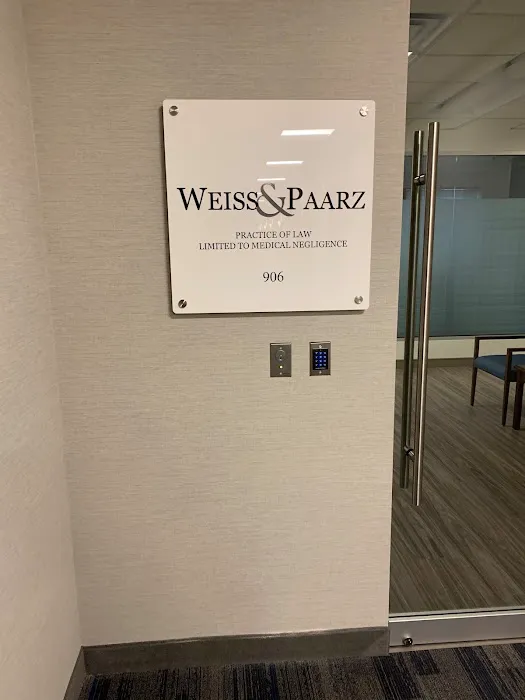 WEISS&PAARZ
PRACTICE OF LAW
LIMITED TO MEDICAL NEGLIGENCE
906